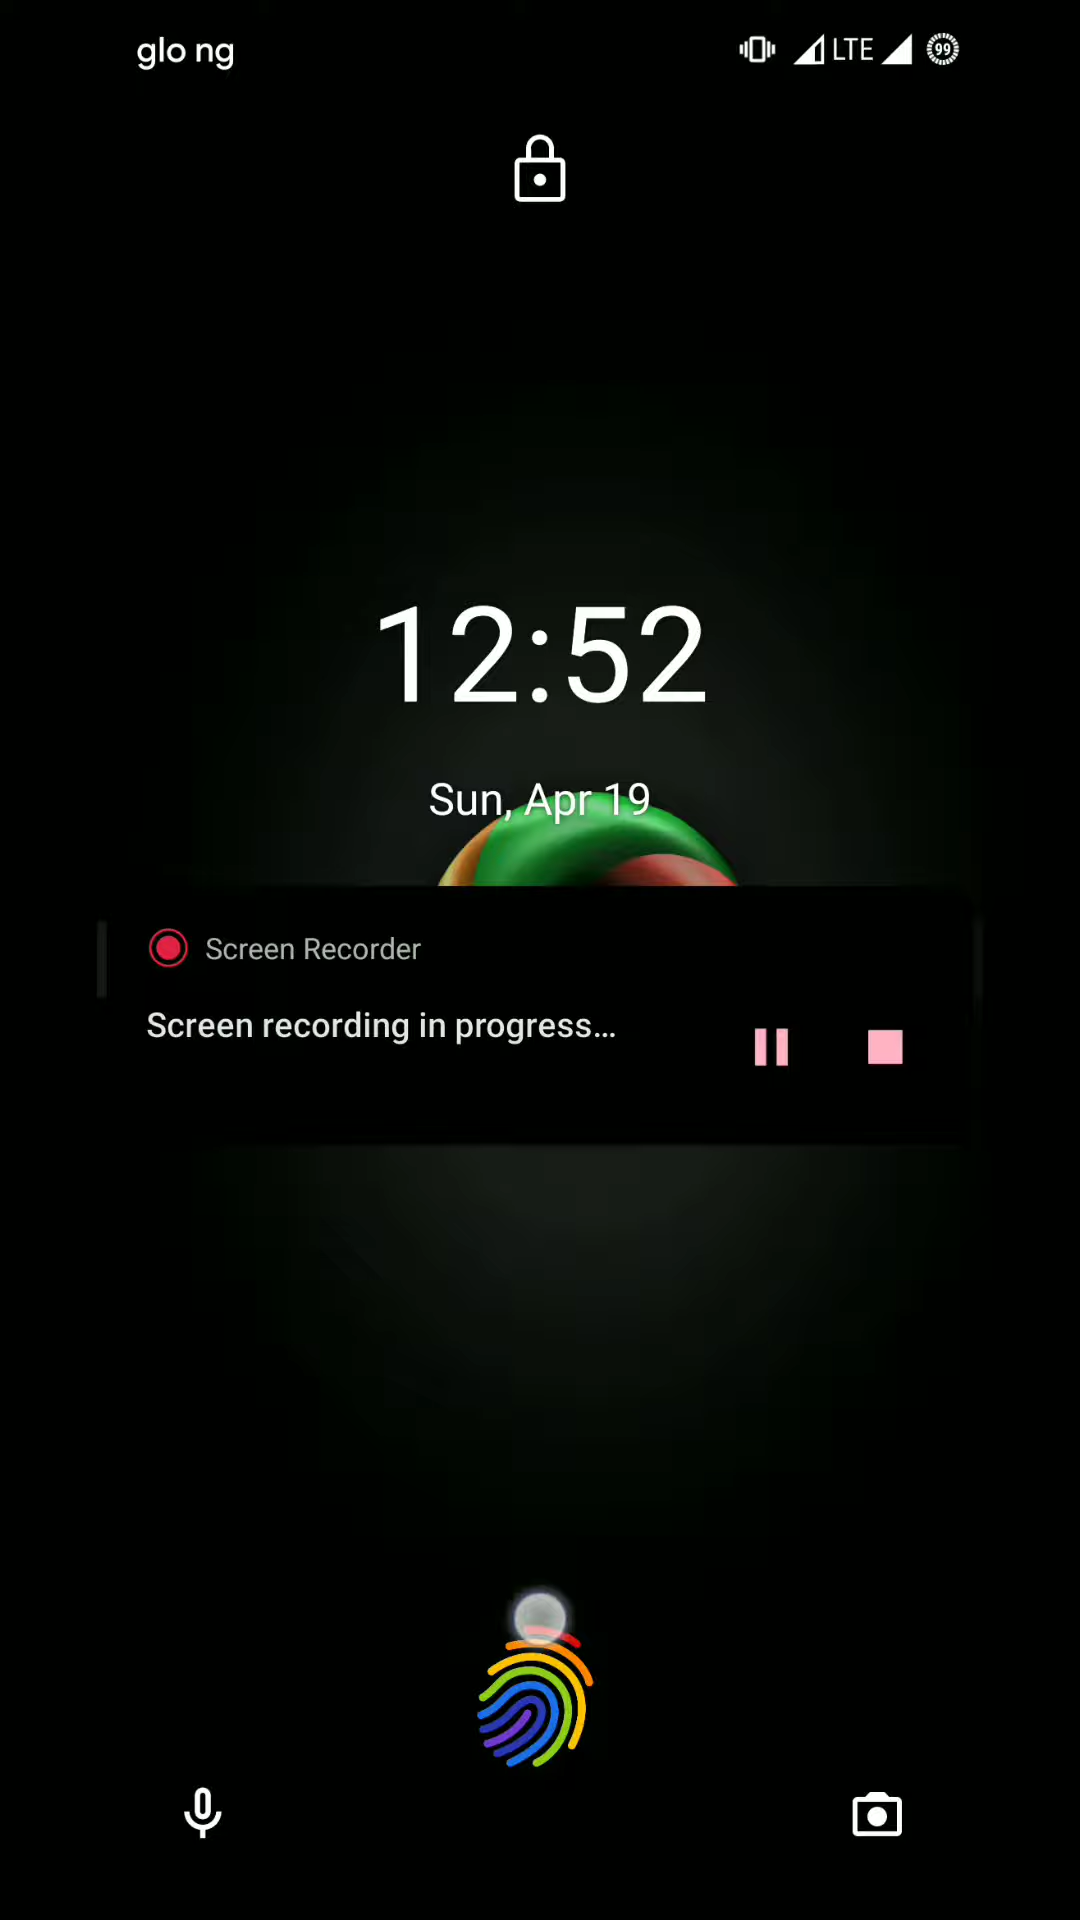 glo ng
LTE
99
12:52
Sun, Apr 19
Screen Recorder
Screen recording in progress...